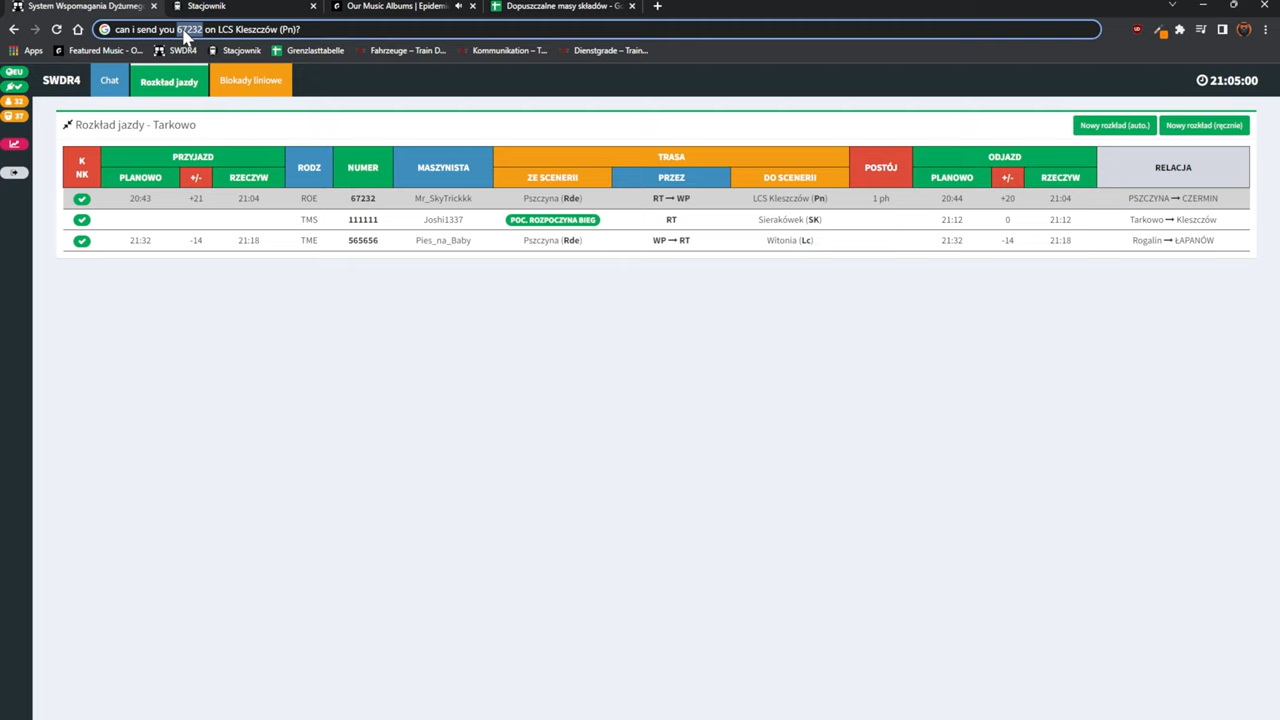 System Wspomagania Dyżurneg
Stacjownik
Our Music Albums | Epidemi
Dopuszczalne masy składów - Go
can i send you 67232 on LCS Kleszczów (Pn)?
Apps
Featured Music - O...
SWDR4
Stacjownik
Grenzlasttabelle
Fahrzeuge – Train D...
Kommunikation – T...
Dienstgrade – Train...
EU
32
37
SWDR4
Chat
Rozkład jazdy
Blokady liniowe
21:05:00
Rozkład jazdy - Tarkowo
Nowy rozkład (auto.)
Nowy rozkład (ręcznie)
K NK
PRZYJAZD
RODZ
NUMER
MASZYNISTA
TRASA
POSTÓJ
ODJAZD
RELACJA
PLANOWO +/- RZECZYW
ZE SCENERII PRZEZ DO SCENERII
PLANOWO +/- RZECZYW
20:43 +21 21:04 ROE 67232 Mr_SkyTrickkk Pszczyna (Rde) RT → WP LCS Kleszczów (Pn) 1 ph 20:44 +20 21:04 PSZCZYNA → CZERMIN
TMS 111111 Joshi1337 POC. ROZPOCZYNA BIEG RT Sierakówek (SK) 21:12 0 21:12 Tarkowo → Kleszczów
21:32 -14 21:18 TME 565656 Pies_na_Baby Pszczyna (Rde) WP → RT Witonia (Lc) 21:32 -14 21:18 Rogalin → ŁAPANÓW